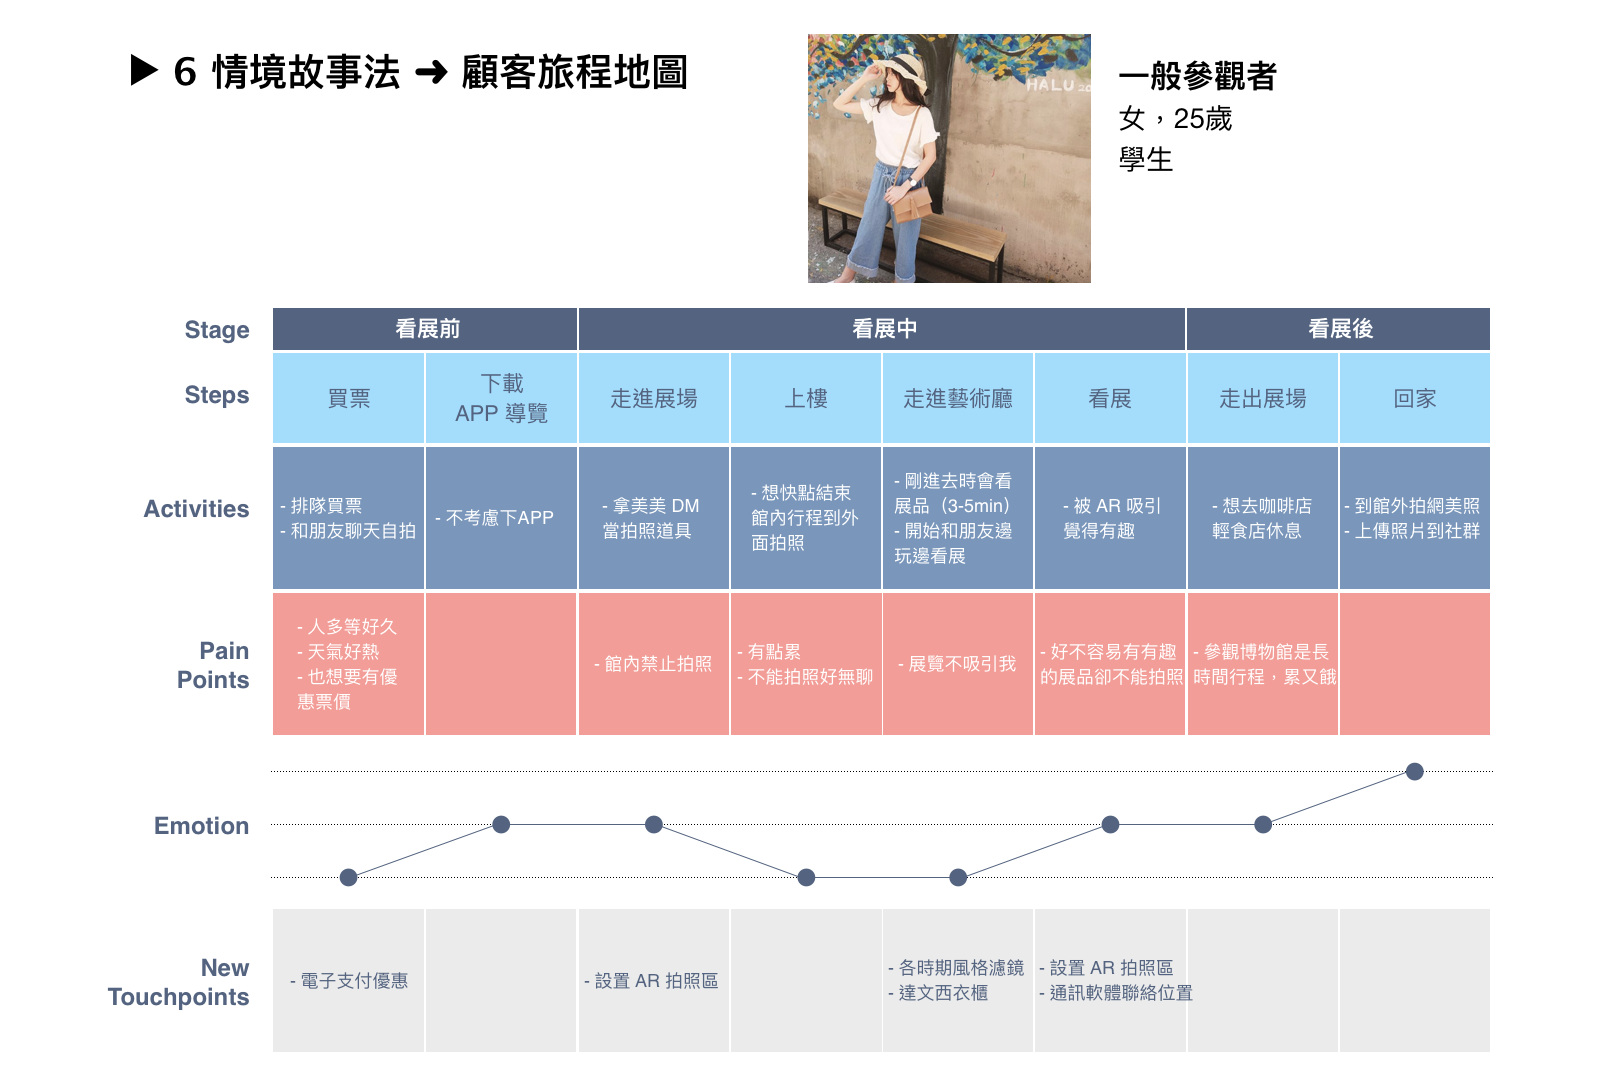 ▶ 6 情境故事法 ➜ 顧客旅程地圖
HALU 20
一般參觀者
女，25歲
學生
Stage
看展前
看展中
看展後
Steps
買票
下載
APP 導覽
走進展場
上樓
走進藝術廳
看展
走出展場
回家
Activities
- 排隊買票
- 和朋友聊天自拍
- 不考慮下APP
- 拿美美 DM
當拍照道具
- 想快點結束
館內行程到外
面拍照
- 剛進去時會看
展品（3-5min）
- 開始和朋友邊
玩邊看展
- 被 AR 吸引
覺得有趣
- 想去咖啡店
輕食店休息
- 到館外拍網美照
- 上傳照片到社群
Pain
Points
- 人多等好久
- 天氣好熱
- 也想要有優
惠票價
- 館內禁止拍照
- 有點累
- 不能拍照好無聊
- 展覽不吸引我
- 好不容易有有趣
的展品卻不能拍照
- 參觀博物館是長
時間行程，累又餓
Emotion
New
Touchpoints
- 電子支付優惠
- 設置 AR 拍照區
- 各時期風格濾鏡
- 達文西衣櫃
- 設置 AR 拍照區
- 通訊軟體聯絡位置